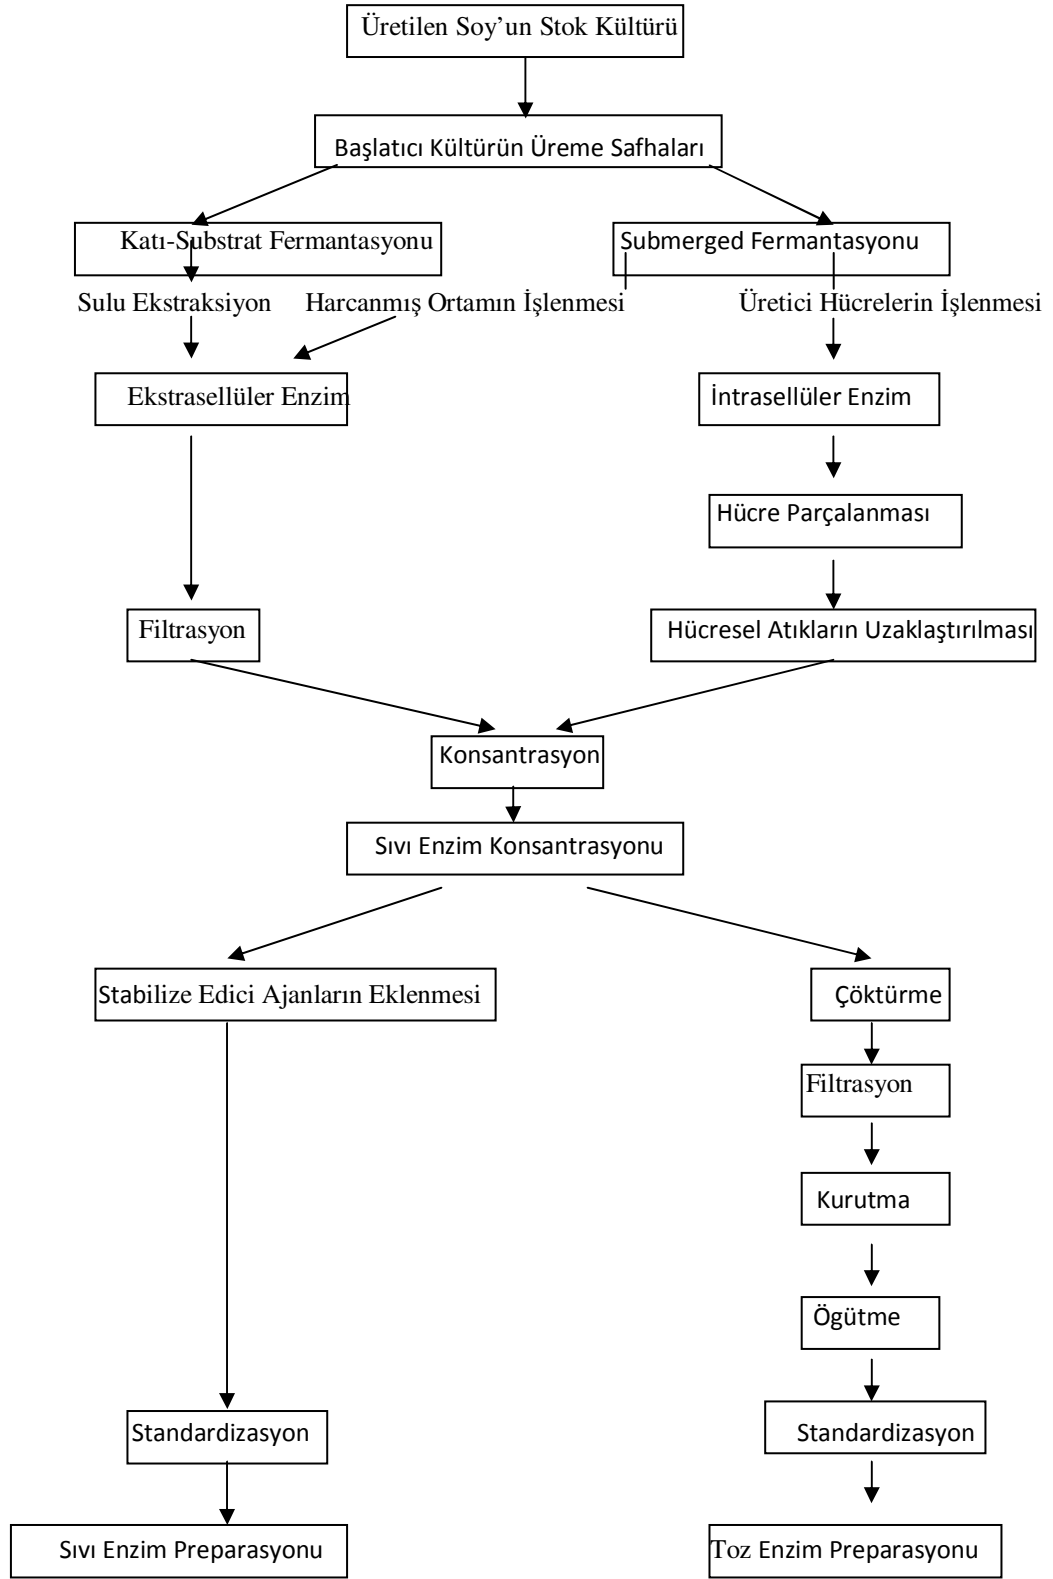 Üretilen Soy’un Stok Kültürü
Başlatıcı Kültürün Üreme Safhaları
Katı-Substrat Fermantasyonu
Submerged Fermantasyonu
Sulu Ekstraksiyon
Harcanmış Ortamın İşlenmesi
Üretici Hücrelerin İşlenmesi
Ekstrasellüler Enzim
İntrasellüler Enzim
Hücre Parçalanması
Filtrasyon
Hücresel Atıkların Uzaklaştırılması
Konsantrasyon
Sıvı Enzim Konsantrasyonu
Stabilize Edici Ajanların Eklenmesi
Çöktürme
Filtrasyon
Kurutma
Ögütme
Standardizasyon
Standardizasyon
Sıvı Enzim Preparasyonu
Toz Enzim Preparasyonu